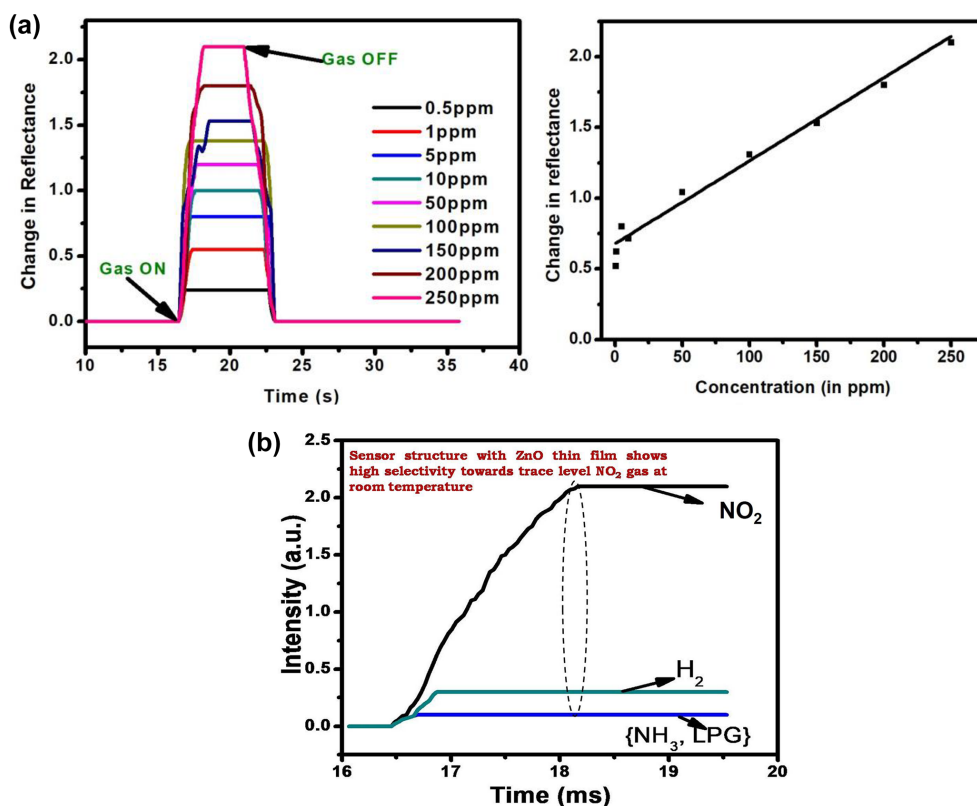 (a)
Change in Reflectance
2.0
1.5
1.0
0.5
0.0
Gas OFF
Gas ON
0.5ppm
1ppm
5ppm
10ppm
50ppm
100ppm
150ppm
200ppm
250ppm
10 15 20 25 30 35 40
Time (s)
Change in reflectance
2.0
1.5
1.0
0.5
0.0
0 50 100 150 200 250
Concentration (in ppm)
(b)
Intensity (a.u.)
2.5
2.0
1.5
1.0
0.5
0.0
Sensor structure with ZnO thin film shows
high selectivity towards trace level NO₂ gas at
room temperature
NO₂
H₂
{NH₃, LPG}
16 17 18 19 20
Time (ms)